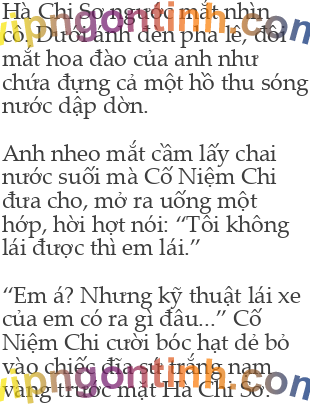 Hà Chi Sơ ngước mắt nhìn
cô. Dưới ánh đèn pha lê, đôi
mắt hoa đào của anh như
chứa đựng cả một hồ thu sóng
nước dập dờn.
Anh nheo mắt cầm lấy chai
nước suối mà Cố Niệm Chi
đưa cho, mở ra uống một
hớp, hời hợt nói: “Tôi không
lái được thì em lái.”
“Em á? Nhưng kỹ thuật lái xe
của em có ra gì đâu...” Cố
Niệm Chi cười bóc hạt dẻ bỏ
vào chiếc đĩa sứ trắng nạm
vàng trước mặt Hà Chi Sơ.
vipngontinh.com
vipngontinh.com